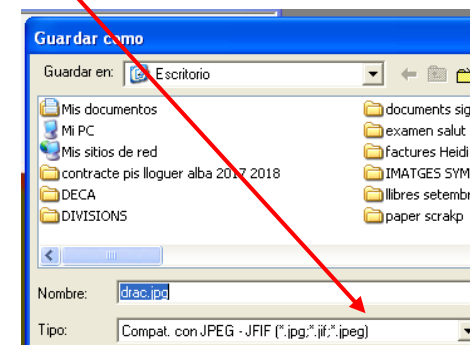 Guardar como
Guardar en: Escritorio
Mis documentos
Mi PC
Mis sitios de red
contracte pis lloguer alba 2017 2018
DECA
DIVISIONS
documents sig
examen salut
factures Heidi
IMATGES SYM
llibres setembr
paper scrakp
Nombre: drac.jpg
Tipo: Compat. con JPEG - JFIF (*.jpg;*.jif;*.jpeg)